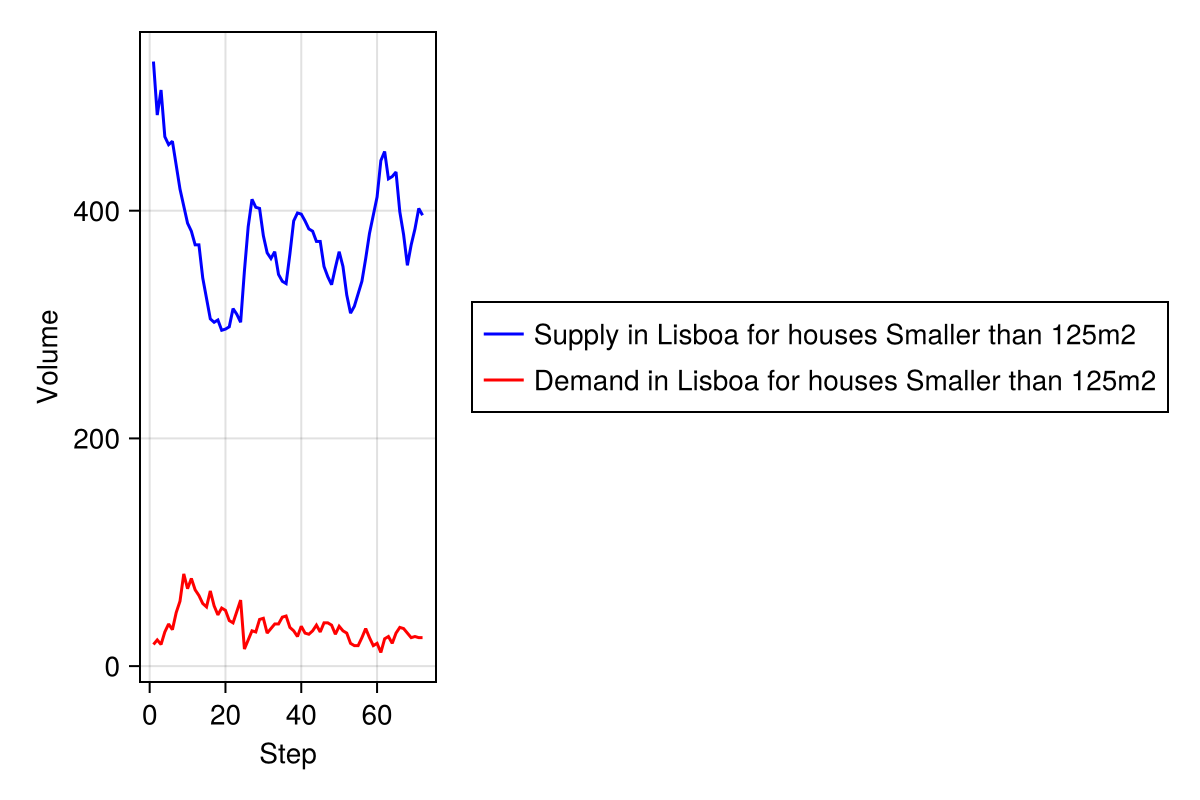 Volume
400
200
0
0 20 40 60
Step
Supply in Lisboa for houses Smaller than 125m2
Demand in Lisboa for houses Smaller than 125m2